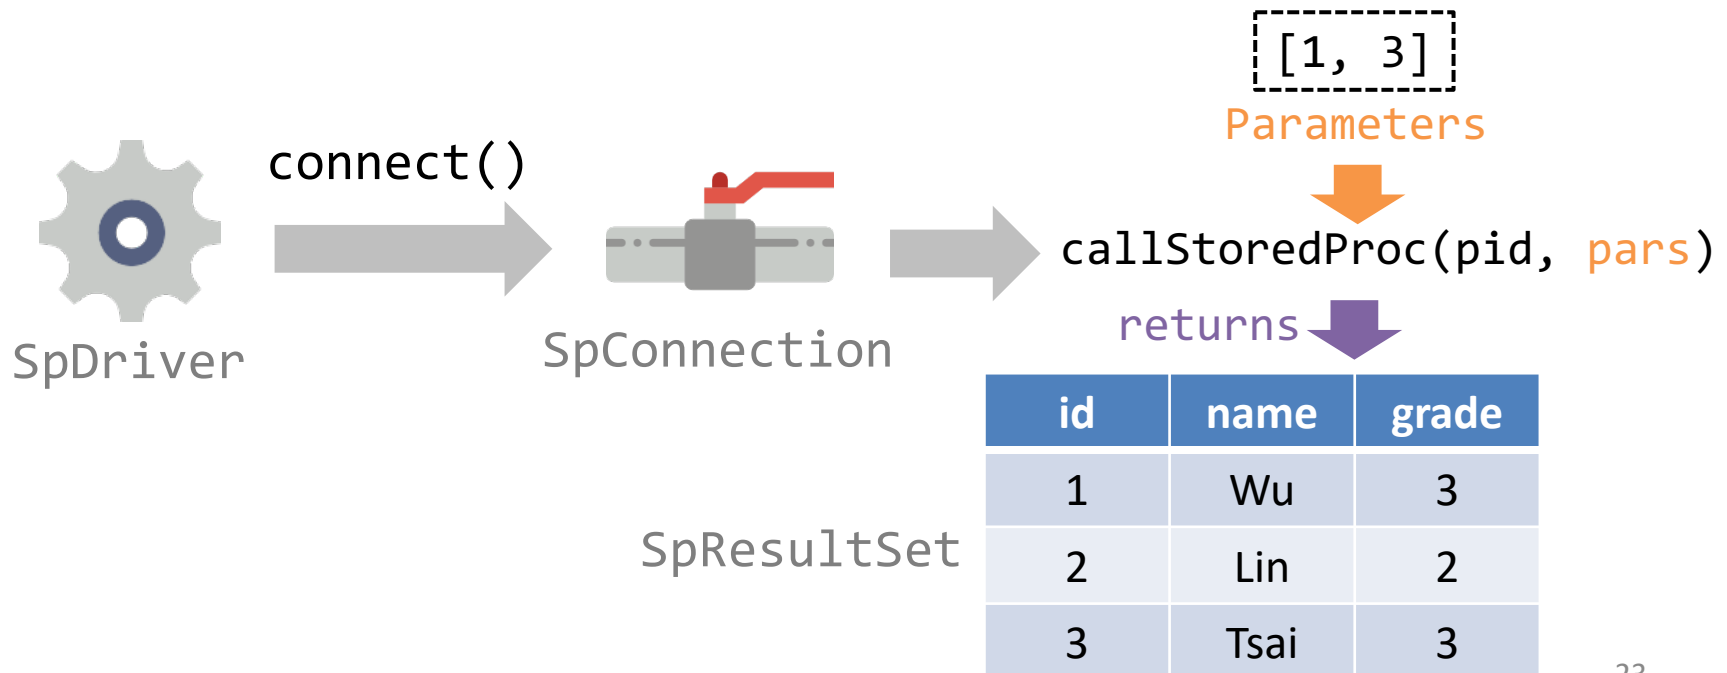 [1, 3]
Parameters
connect()
callStoredProc(pid, pars)
returns
SpDriver
SpConnection
id name grade
1 Wu 3
SpResultSet
2 Lin 2
3 Tsai 3